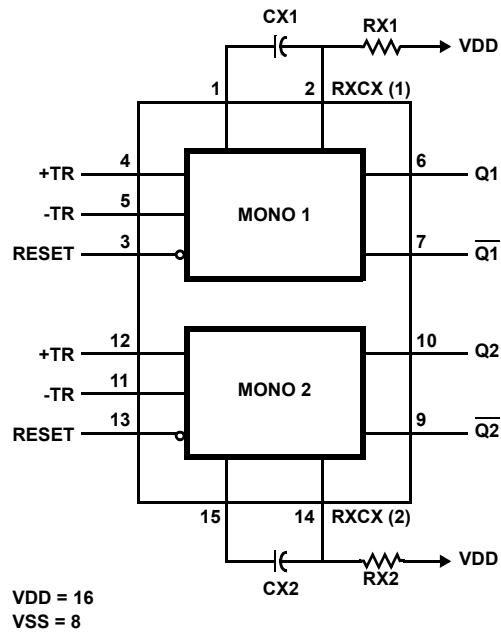 CX1
RX1
VDD
1
2
RXCX (1)
+TR
4
6
Q1
-TR
5
MONO 1
RESET
3
7
Q1
+TR
12
10
Q2
-TR
11
MONO 2
RESET
13
9
Q2
15
14
RXCX (2)
VDD
CX2
RX2
VDD = 16
VSS = 8